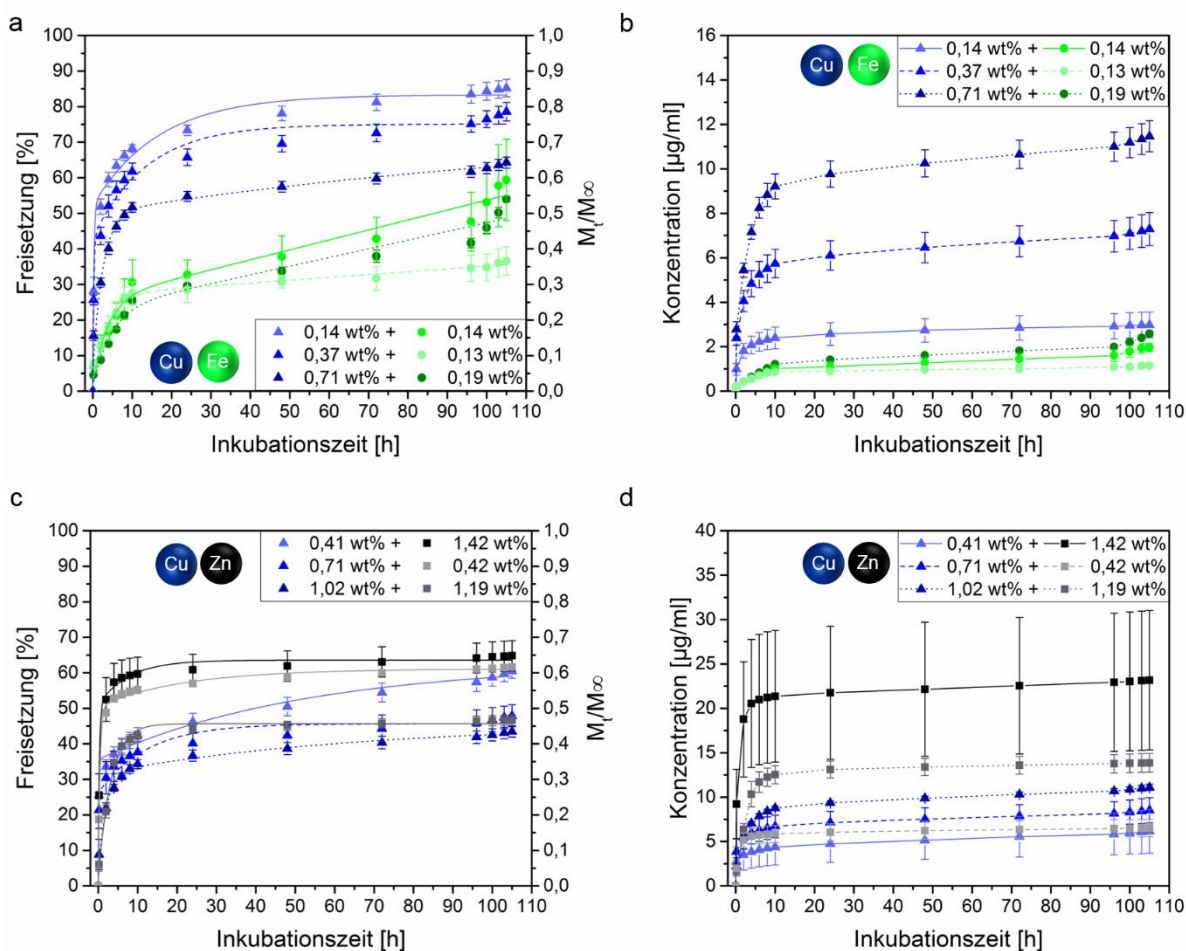 a
100
90
80
70
60
50
40
30
20
10
0
Freisetzung [%]
1,0
0,9
0,8
0,7
0,6
0,5
0,4
0,3
0,2
0,1
0,0
Mt/M∞
Cu Fe
0,14 wt% + 0,14 wt%
0,37 wt% + 0,13 wt%
0,71 wt% + 0,19 wt%
0 10 20 30 40 50 60 70 80 90 100 110
Inkubationszeit [h]
b
16
14
12
10
8
6
4
2
0
Konzentration [µg/ml]
Cu Fe
0,14 wt% + 0,14 wt%
0,37 wt% + 0,13 wt%
0,71 wt% + 0,19 wt%
0 10 20 30 40 50 60 70 80 90 100 110
Inkubationszeit [h]
c
100
90
80
70
60
50
40
30
20
10
0
Freisetzung [%]
1,0
0,9
0,8
0,7
0,6
0,5
0,4
0,3
0,2
0,1
0,0
Mt/M∞
Cu Zn
0,41 wt% + 1,42 wt%
0,71 wt% + 0,42 wt%
1,02 wt% + 1,19 wt%
0 10 20 30 40 50 60 70 80 90 100 110
Inkubationszeit [h]
d
40
35
30
25
20
15
10
5
0
Konzentration [µg/ml]
Cu Zn
0,41 wt% + 1,42 wt%
0,71 wt% + 0,42 wt%
1,02 wt% + 1,19 wt%
0 10 20 30 40 50 60 70 80 90 100 110
Inkubationszeit [h]